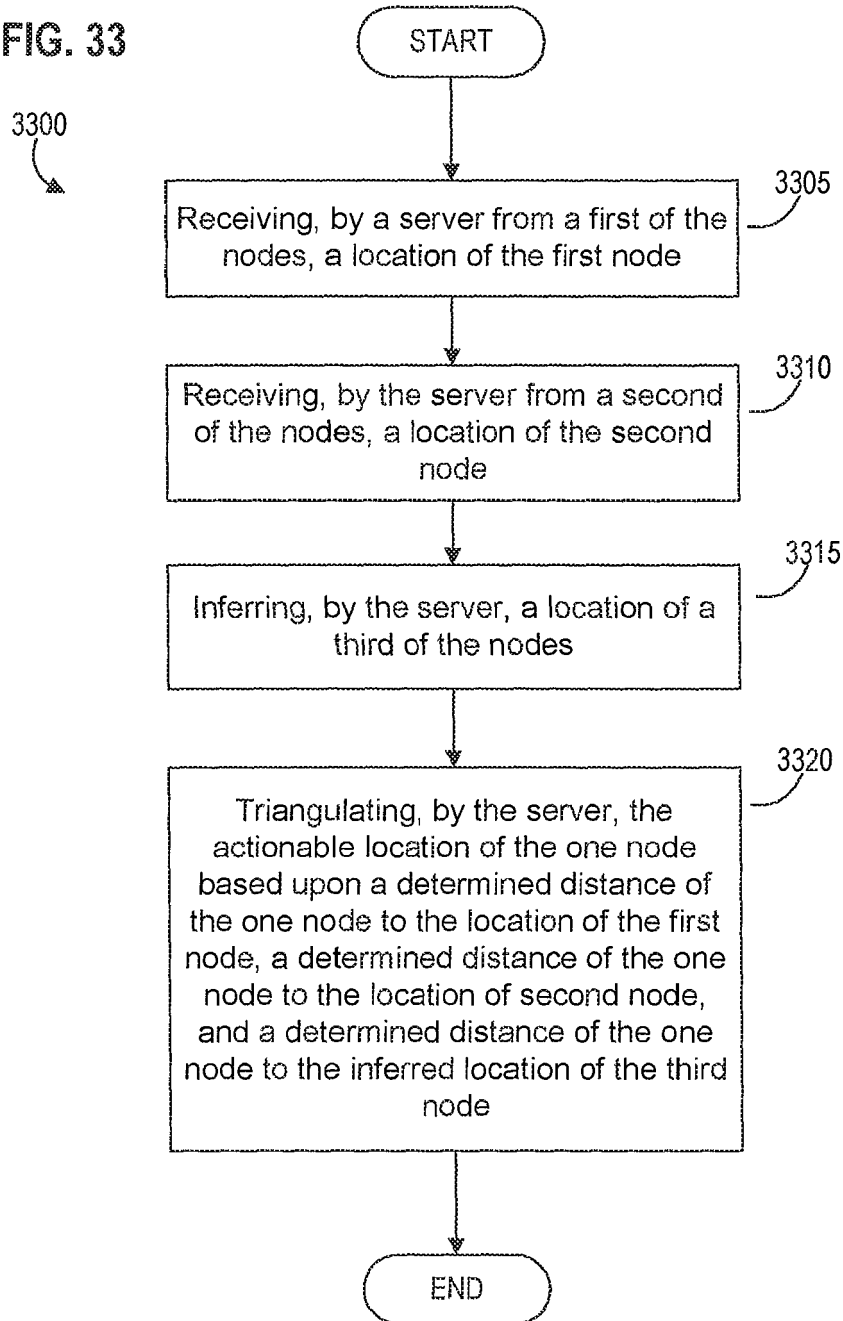 FIG. 33
START
3300
3305
Receiving, by a server from a first of the
nodes, a location of the first node
3310
Receiving, by the server from a second
of the nodes, a location of the second
node
3315
Inferring, by the server, a location of a
third of the nodes
3320
Triangulating, by the server, the
actionable location of the one node
based upon a determined distance of
the one node to the location of the first
node, a determined distance of the one
node to the location of second node,
and a determined distance of the one
node to the inferred location of the third
node
END